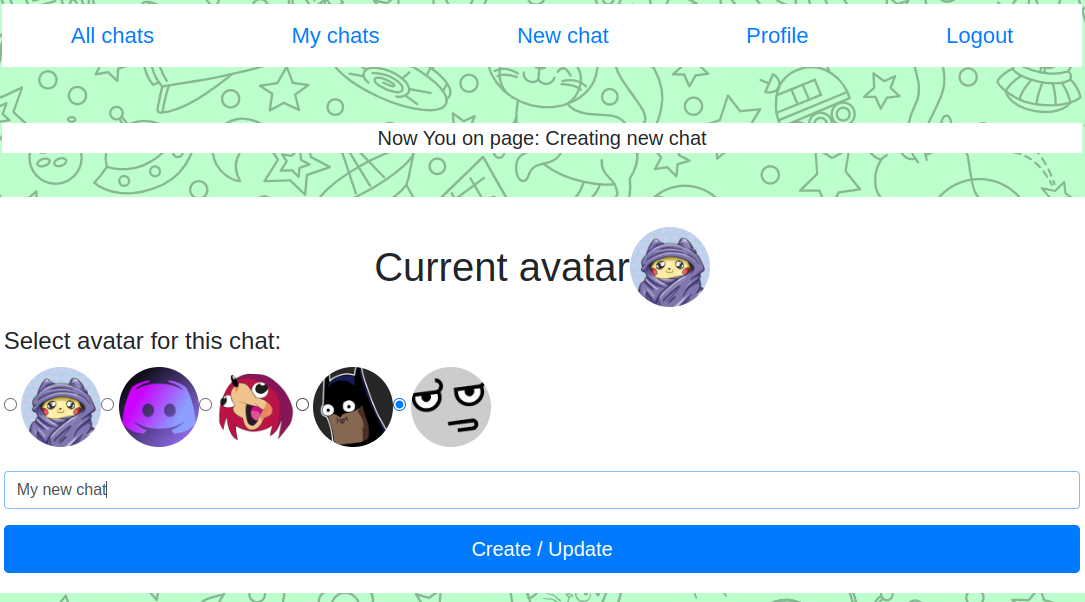 All chats My chats New chat Profile Logout
Now You on page: Creating new chat
Current avatar
Select avatar for this chat:
My new chat
Create / Update